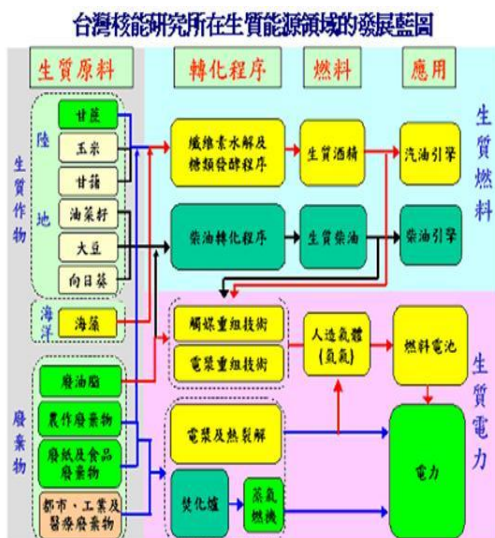 台灣核能研究所在生質能源領域的發展藍圖
生質原料
轉化程序
燃料
應用
生質作物
陸地
甘蔗
玉米
甘藷
油菜籽
大豆
向日葵
海洋
海藻
廢棄物
廢油脂
農作廢棄物
廢紙及食品
廢棄物
都市、工業及
醫療廢棄物
纖維素水解及
糖類發酵程序
生質酒精
汽油引擎
柴油轉化程序
生質柴油
柴油引擎
生質燃料
觸媒重組技術
電漿重組技術
人造氣體
(氫氣)
燃料電池
電漿及熱裂解
焚化爐
蒸氣
燃機
電力
生質電力